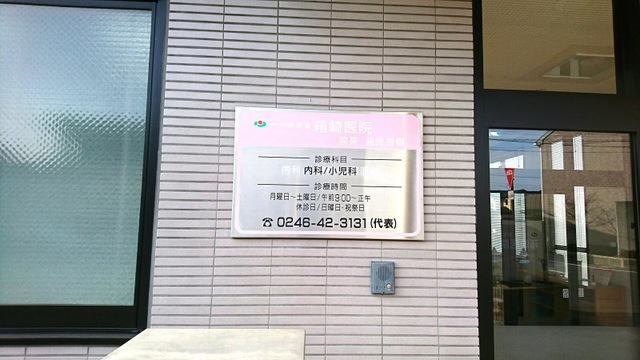 箱崎医院
診療科目
内科/小児科
診療時間
月曜日〜土曜日/午前9:00〜正午
休診日/日曜日・祝祭日
☎ 0246-42-3131(代表)